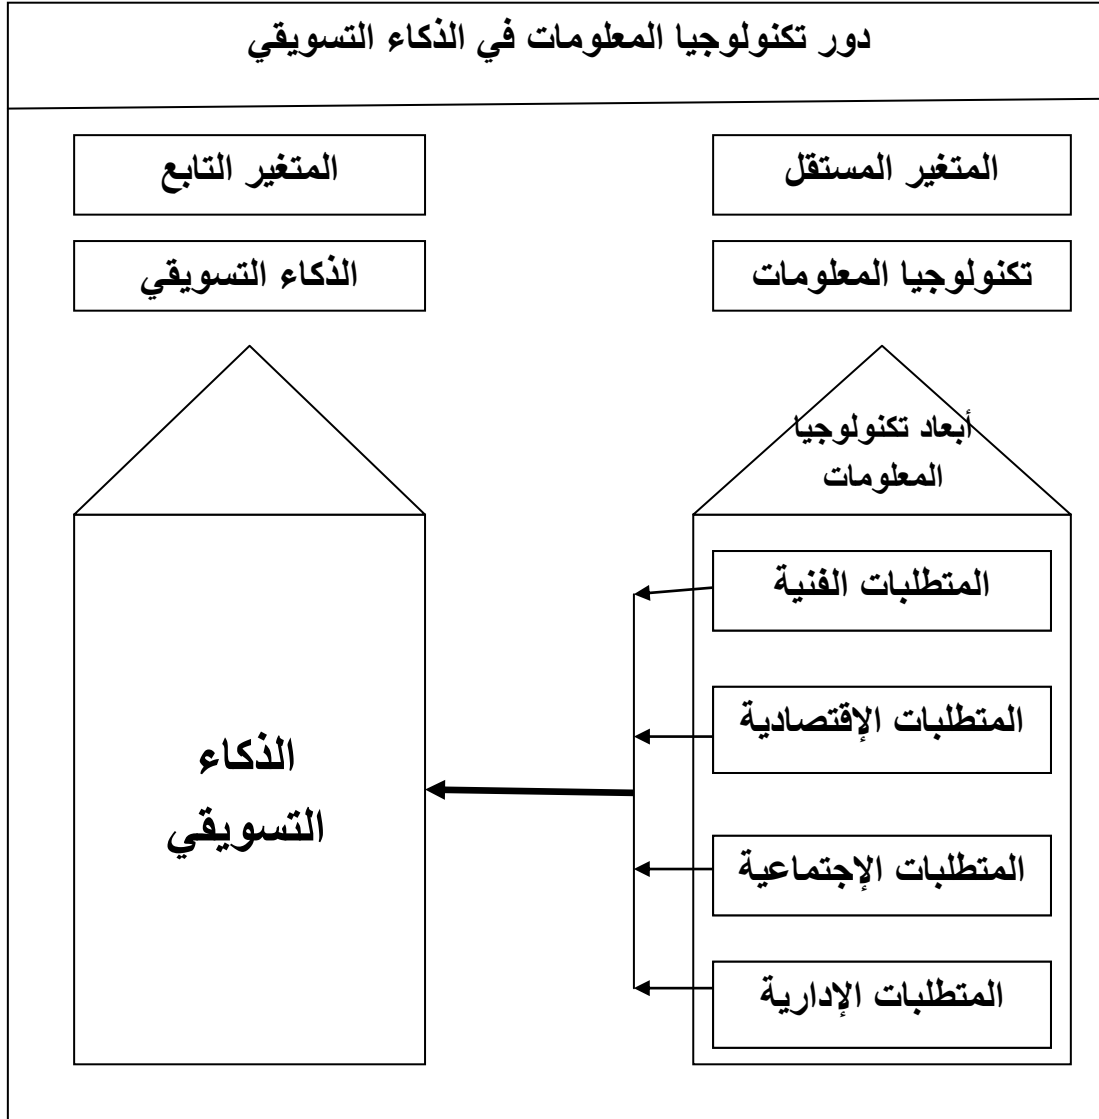 دور تكنولوجيا المعلومات في الذكاء التسويقي
المتغير المستقل
المتغير التابع
تكنولوجيا المعلومات
الذكاء التسويقي
أبعاد تكنولوجيا
المعلومات
المتطلبات الفنية
المتطلبات الإقتصادية
المتطلبات الإجتماعية
المتطلبات الإدارية
الذكاء
التسويقي